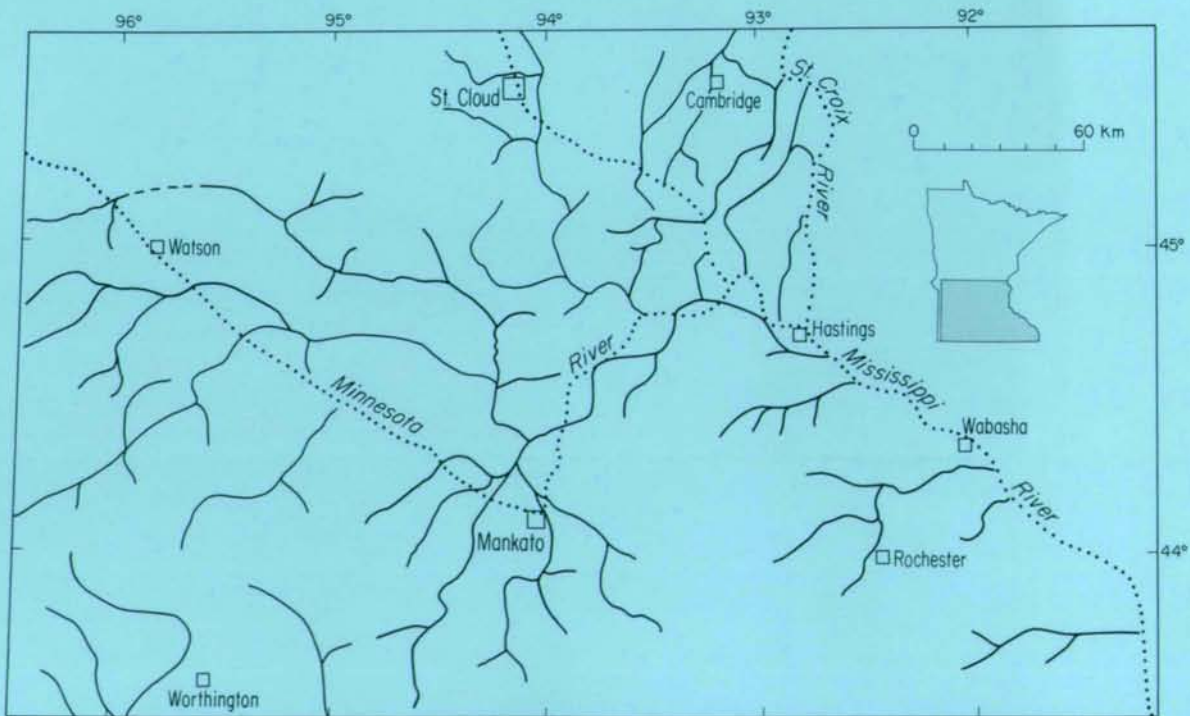 96° 95° 94° 93° 92°
St. Cloud
Cambridge
St. Croix
River
0 60 Km
Watson
45°
Hastings
River
Mississippi
Minnesota
Wabasha
River
Mankato
44°
Rochester
Worthington